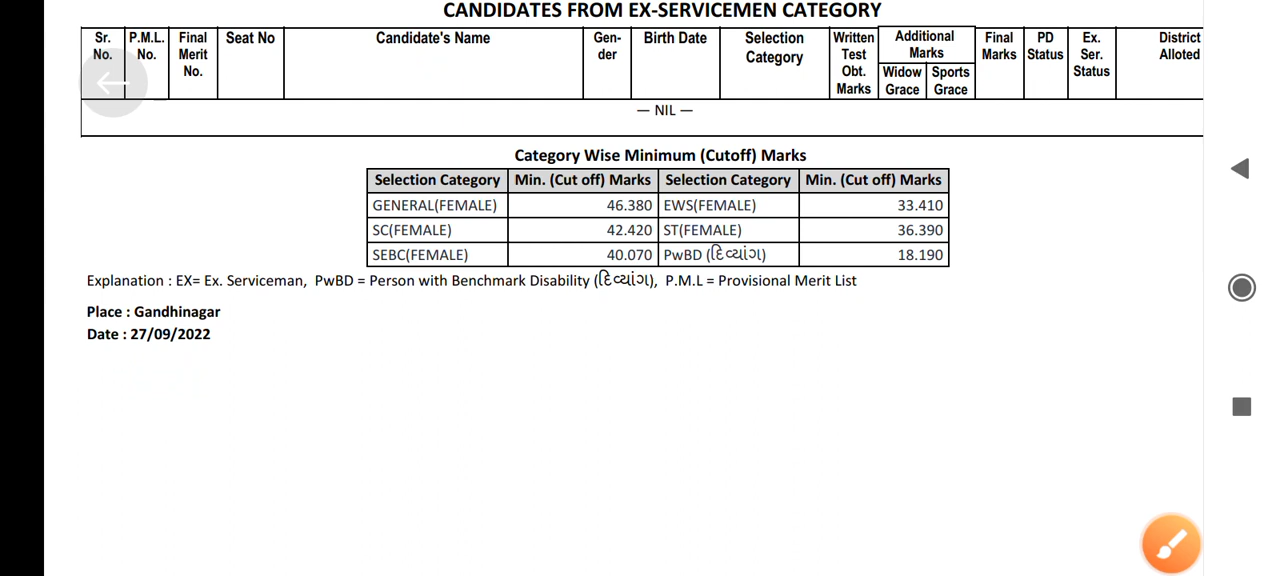 CANDIDATES FROM EX-SERVICEMEN CATEGORY
Sr. No. P.M.L. No. Final Merit No. Seat No Candidate's Name Gen-der Birth Date Selection Category Written Test Obt. Marks Additional Marks Widow Grace Sports Grace Final Marks PD Status Ex. Ser. Status District Alloted
— NIL —
Category Wise Minimum (Cutoff) Marks
Selection Category Min. (Cut off) Marks Selection Category Min. (Cut off) Marks
GENERAL(FEMALE) 46.380 EWS(FEMALE) 33.410
SC(FEMALE) 42.420 ST(FEMALE) 36.390
SEBC(FEMALE) 40.070 PwBD (દિવ્યાંગ) 18.190
Explanation : EX= Ex. Serviceman, PwBD = Person with Benchmark Disability (દિવ્યાંગ), P.M.L = Provisional Merit List
Place : Gandhinagar
Date : 27/09/2022